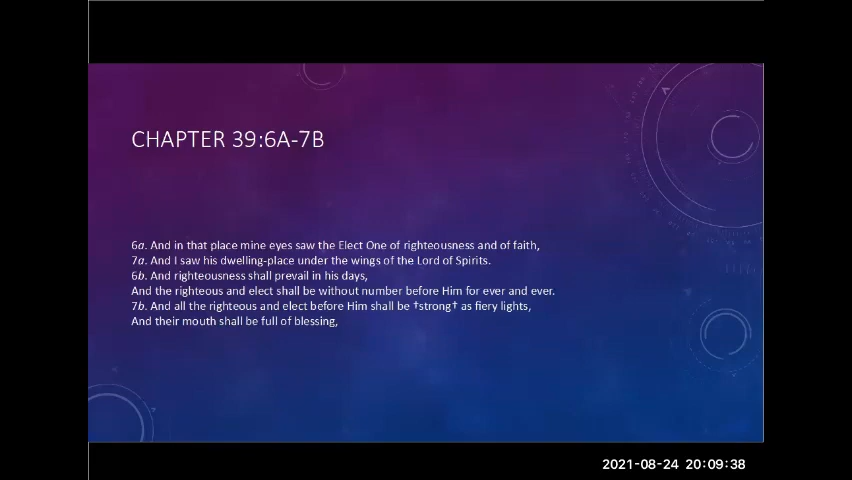 CHAPTER 39:6A-7B
6a. And in that place mine eyes saw the Elect One of righteousness and of faith,
7a. And I saw his dwelling-place under the wings of the Lord of Spirits.
6b. And righteousness shall prevail in his days,
And the righteous and elect shall be without number before Him for ever and ever.
7b. And all the righteous and elect before Him shall be †strong† as fiery lights,
And their mouth shall be full of blessing,
2021-08-24 20:09:38